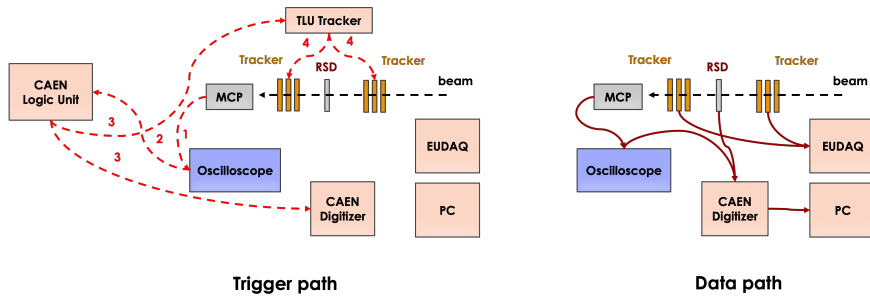 TLU Tracker
4
4
Tracker
RSD
Tracker
CAEN
Logic Unit
MCP
beam
3
2
1
3
Oscilloscope
EUDAQ
CAEN
Digitizer
PC
Trigger path
Tracker
RSD
Tracker
MCP
beam
Oscilloscope
EUDAQ
CAEN
Digitizer
PC
Data path